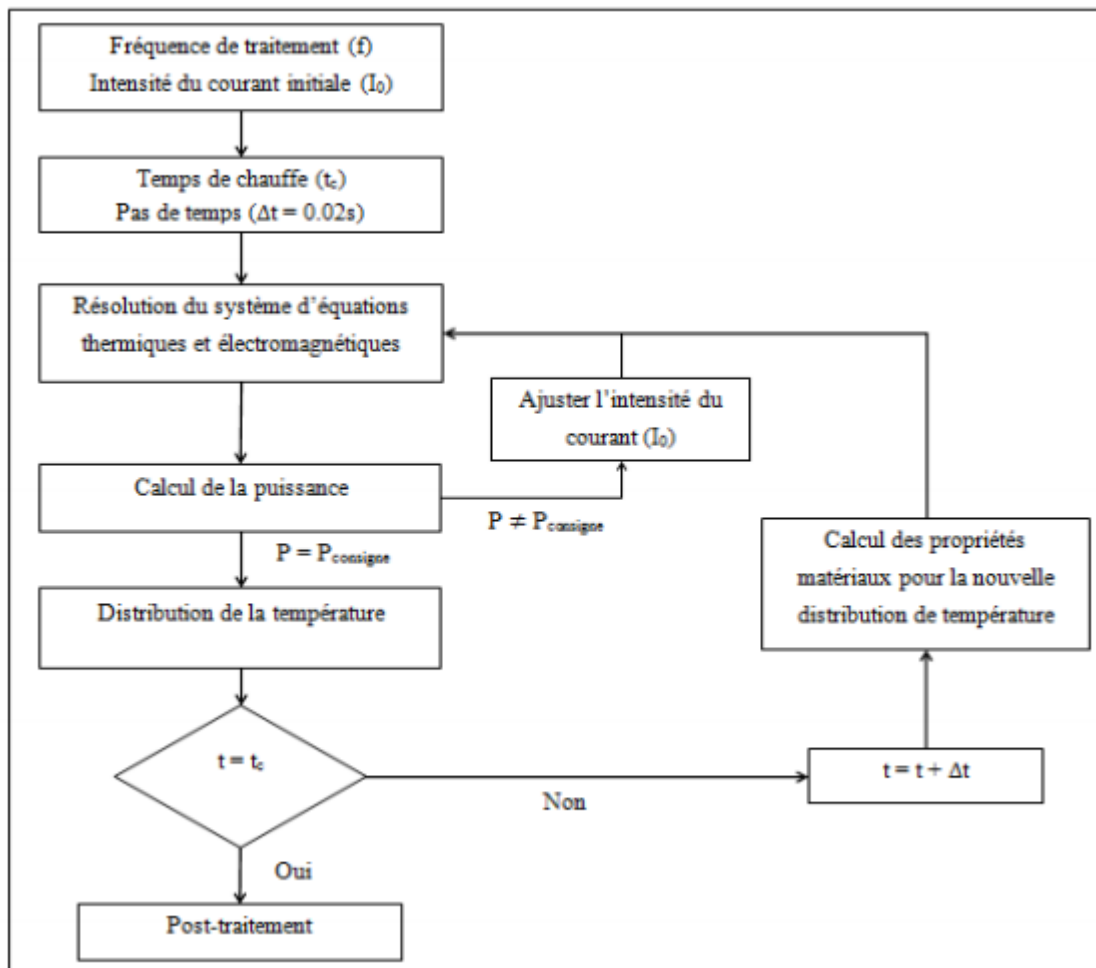 Fréquence de traitement (f)
Intensité du courant initiale (I₀)
Temps de chauffe (tc)
Pas de temps (Δt = 0.02s)
Résolution du système d'équations
thermiques et électromagnétiques
Ajuster l'intensité du
courant (I₀)
Calcul de la puissance
P ≠ Pconsigne
P = Pconsigne
Calcul des propriétés
matériaux pour la nouvelle
distribution de température
Distribution de la température
t = tc
Non
t = t + Δt
Oui
Post-traitement